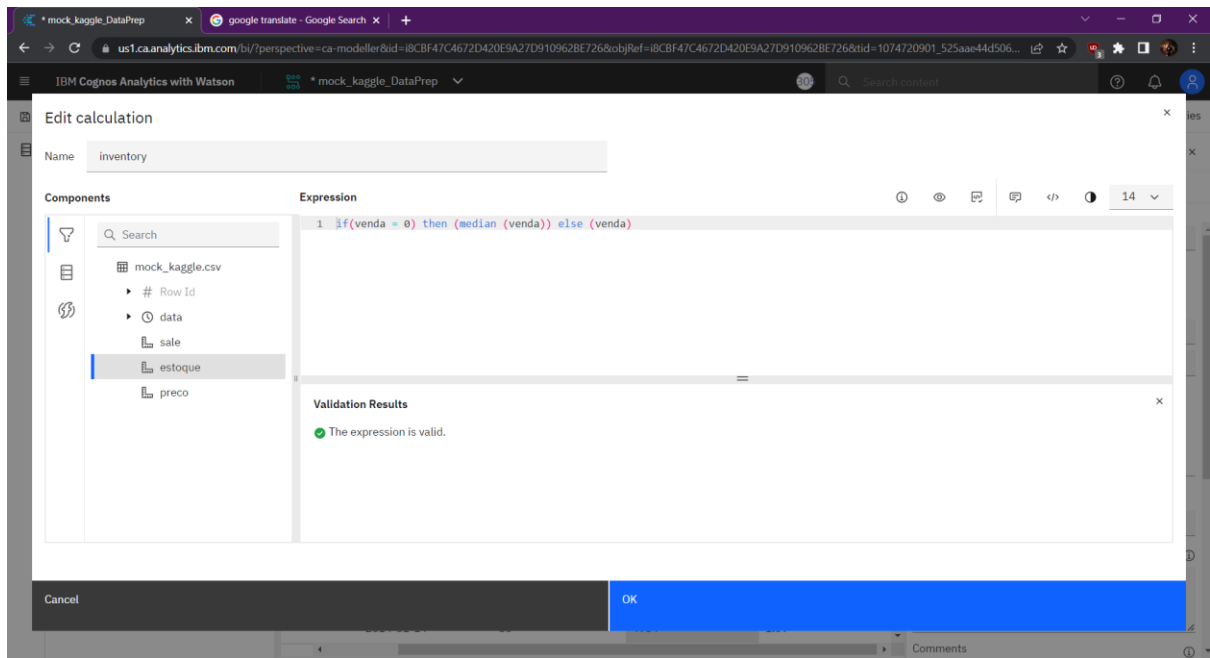 * mock_kaggle_DataPrep
google translate - Google Search
us1.ca.analytics.ibm.com/bi/?perspective=ca-modeller&id=i8CBF47C4672D420E9A27D910962BE726&objRef=i8CBF47C4672D420E9A27D910962BE726&tid=1074720901_525aae44d506...
IBM Cognos Analytics with Watson
* mock_kaggle_DataPrep
Search content
Edit calculation
ies
Name
inventory
Components
Expression
14
Search
1 if(venda = 0) then (median (venda)) else (venda)
mock_kaggle.csv
# Row Id
data
sale
estoque
preco
Validation Results
The expression is valid.
Cancel
OK
Comments